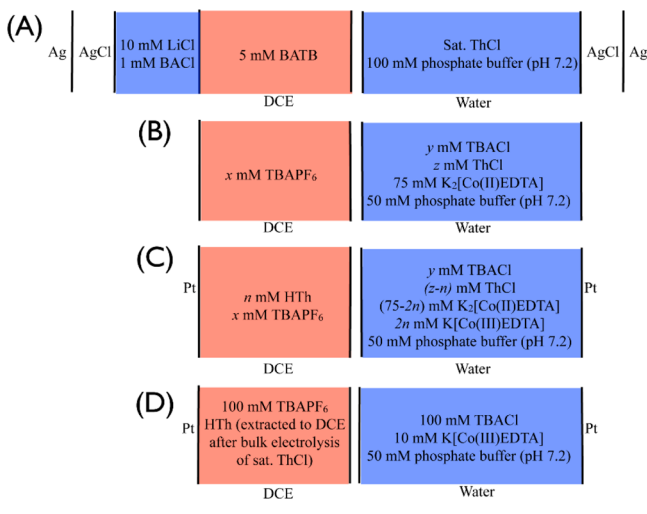 (A)
Ag
AgCl
10 mM LiCl
1 mM BACl
5 mM BATB
Sat. ThCl
100 mM phosphate buffer (pH 7.2)
AgCl
Ag
DCE
Water
(B)
x mM TBAPF₆
y mM TBACl
z mM ThCl
75 mM K₂[Co(II)EDTA]
50 mM phosphate buffer (pH 7.2)
DCE
Water
(C)
Pt
n mM HTh
x mM TBAPF₆
y mM TBACl
(z-n) mM ThCl
(75-2n) mM K₂[Co(II)EDTA]
2n mM K[Co(III)EDTA]
50 mM phosphate buffer (pH 7.2)
Pt
DCE
Water
(D)
Pt
100 mM TBAPF₆
HTh (extracted to DCE
after bulk electrolysis
of sat. ThCl)
100 mM TBACl
10 mM K[Co(III)EDTA]
50 mM phosphate buffer (pH 7.2)
Pt
DCE
Water